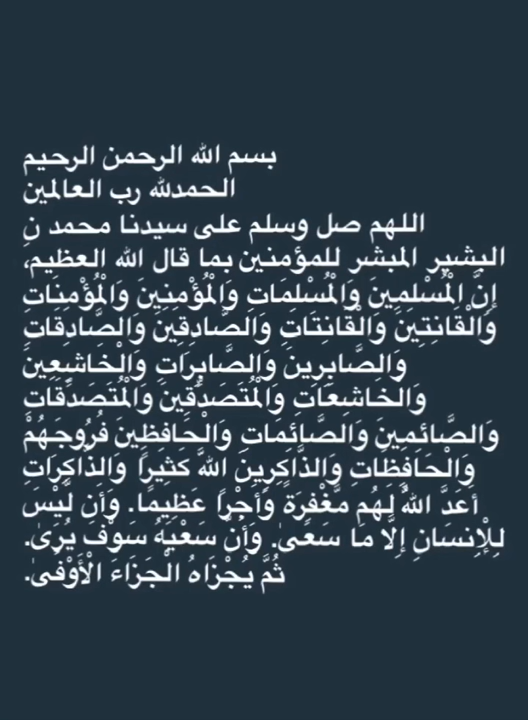 بسم الله الرحمن الرحيم
الحمدلله رب العالمين
اللهم صل وسلم على سيدنا محمد نِ
البشير المبشر للمؤمنين بما قال الله العظيم،
إِنَّ الْمُسْلِمِينَ وَالْمُسْلِمَاتِ وَالْمُؤْمِنِينَ وَالْمُؤْمِنَاتِ
وَالْقَانِتِينَ وَالْقَانِتَاتِ وَالصَّادِقِينَ وَالصَّادِقَاتِ
وَالصَّابِرِينَ وَالصَّابِرَاتِ وَالْخَاشِعِينَ
وَالخَاشِعَاتِ وَالْمُتَصَدِّقِينَ وَالْمُتَصَدِّقَاتِ
وَالصَّائِمِينَ وَالصَّائِمَاتِ وَالْحَافِظِينَ فُرُوجَهُمْ
وَالْحَافِظَاتِ وَالذَّاكِرِينَ اللَّهَ كَثِيرًا وَالذَّاكِرَاتِ
أَعَدَّ اللَّهُ لَهُم مَّغْفِرَةً وَأَجْرًا عَظِيمًا. وَأَن لَّيْسَ
لِلْإِنسَانِ إِلَّا مَا سَعَىٰ. وَأَنَّ سَعْيَهُ سَوْفَ يُرَىٰ.
ثُمَّ يُجْزَاهُ الْجَزَاءَ الْأَوْفَىٰ.